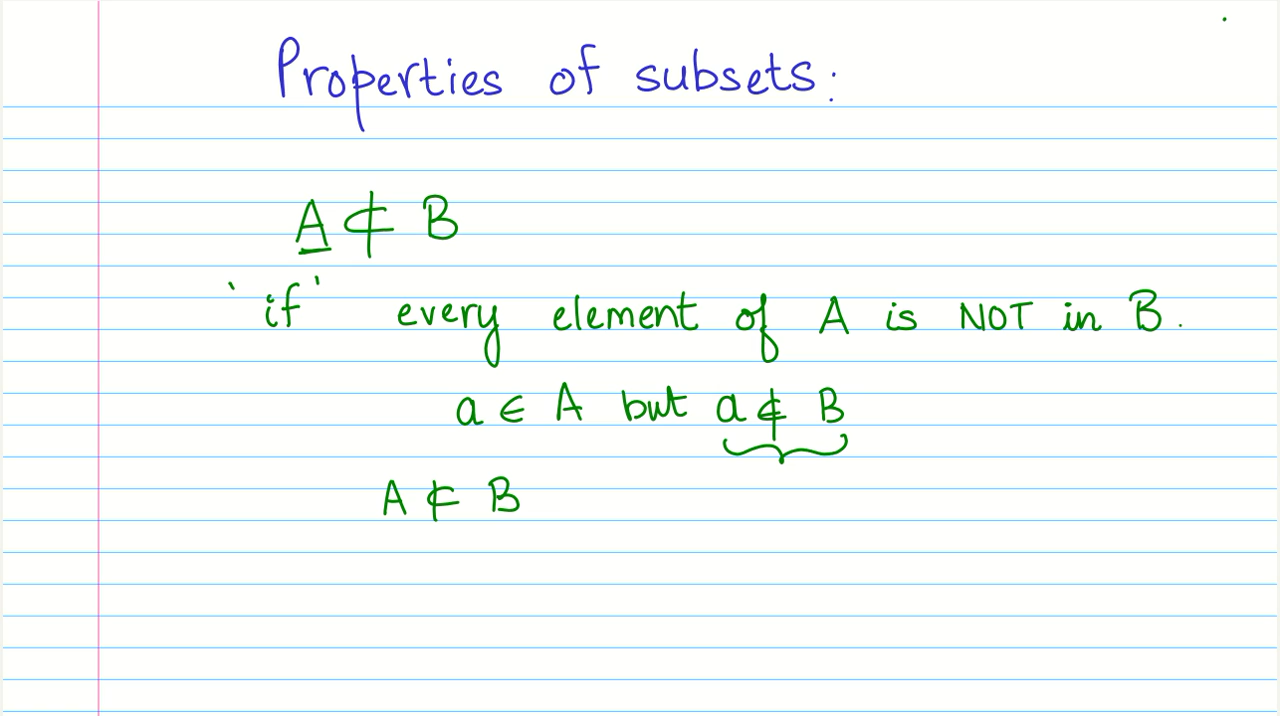 Properties of subsets:
A ⊄ B
'if' every element of A is NOT in B.
a ∈ A but a ∉ B
A ⊄ B